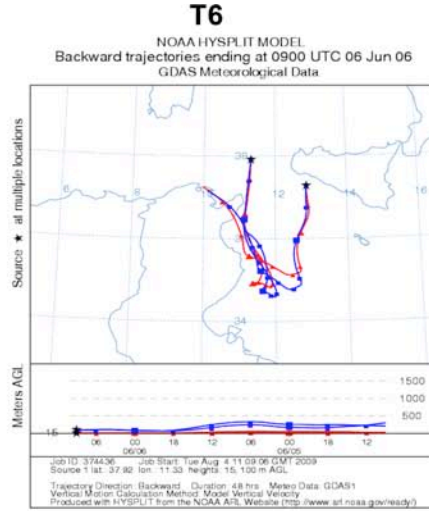 T6
NOAA HYSPLIT MODEL
Backward trajectories ending at 0900 UTC 06 Jun 06
GDAS Meteorological Data
Source ★ at multiple locations
6 8 10 12 14
38
34
Meters AGL
1500
1000
500
15
06 00 18 12 06 00 18 12
06/06 06/05
Job ID: 374436 Job Start: Tue Aug 4 11:09:06 GMT 2009
Source 1 lat.: 37.92 lon.: 11.33 heights: 15, 100 m AGL
Trajectory Direction: Backward Duration: 48 hrs Meteo Data: GDAS1
Vertical Motion Calculation Method: Model Vertical Velocity
Produced with HYSPLIT from the NOAA ARL Website (http://www.arl.noaa.gov/ready/)